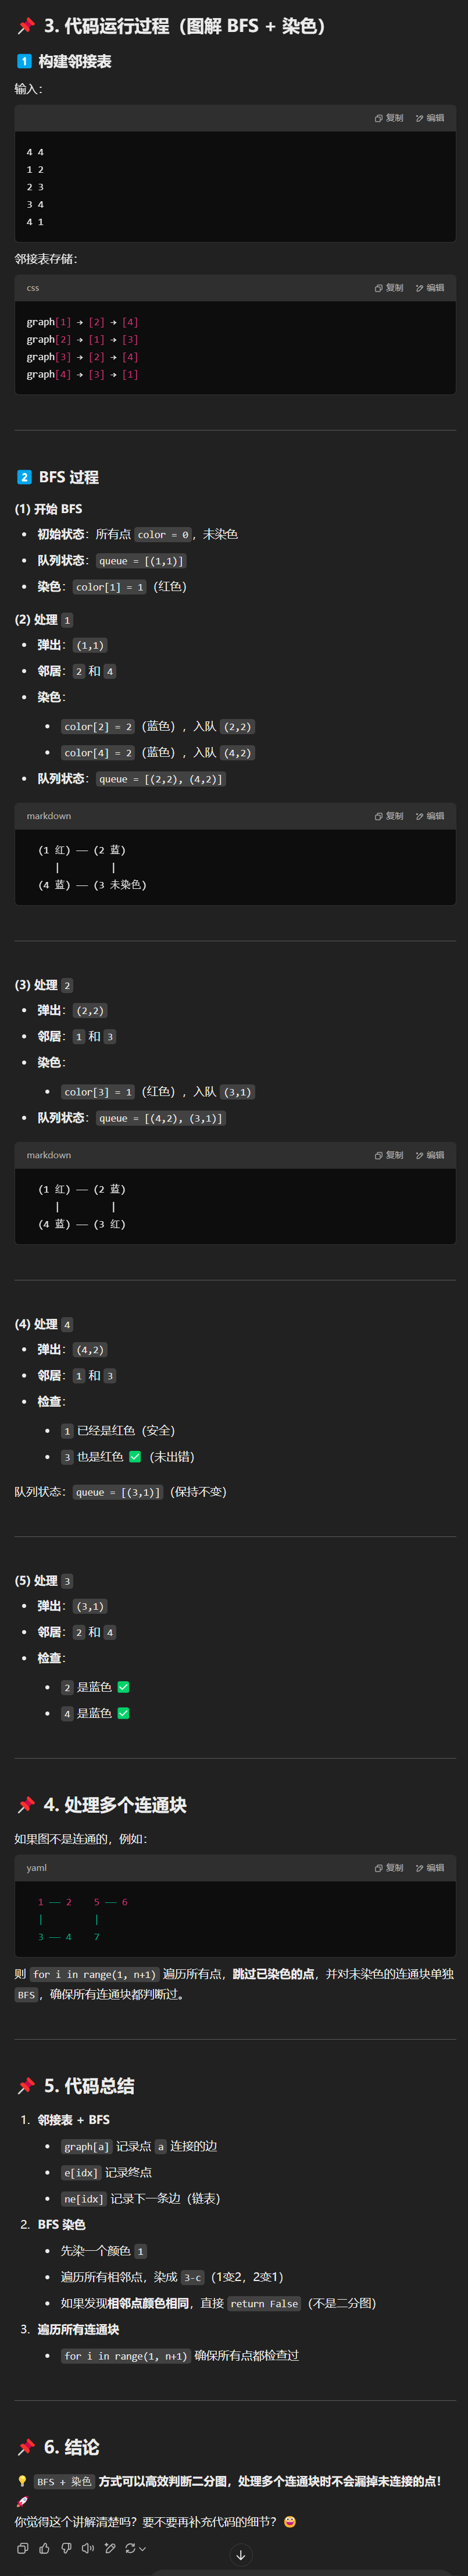 📌 3. 代码运行过程（图解 BFS + 染色）
1️⃣ 构建邻接表
输入：
复制 编辑
4 4
1 2
2 3
3 4
4 1
邻接表存储：
css 复制 编辑
graph[1] → [2] → [4]
graph[2] → [1] → [3]
graph[3] → [2] → [4]
graph[4] → [3] → [1]
2️⃣ BFS 过程
(1) 开始 BFS
• 初始状态：所有点 color = 0，未染色
• 队列状态：queue = [(1,1)]
• 染色：color[1] = 1（红色）
(2) 处理 1
• 弹出：(1,1)
• 邻居：2 和 4
• 染色：
• color[2] = 2（蓝色），入队 (2,2)
• color[4] = 2（蓝色），入队 (4,2)
• 队列状态：queue = [(2,2), (4,2)]
markdown 复制 编辑
(1 红) —— (2 蓝)
| |
(4 蓝) —— (3 未染色)
(3) 处理 2
• 弹出：(2,2)
• 邻居：1 和 3
• 染色：
• color[3] = 1（红色），入队 (3,1)
• 队列状态：queue = [(4,2), (3,1)]
markdown 复制 编辑
(1 红) —— (2 蓝)
| |
(4 蓝) —— (3 红)
(4) 处理 4
• 弹出：(4,2)
• 邻居：1 和 3
• 检查：
• 1 已经是红色（安全）
• 3 也是红色 ✅（未出错）
队列状态：queue = [(3,1)]（保持不变）
(5) 处理 3
• 弹出：(3,1)
• 邻居：2 和 4
• 检查：
• 2 是蓝色 ✅
• 4 是蓝色 ✅
📌 4. 处理多个连通块
如果图不是连通的，例如：
yaml 复制 编辑
1 —— 2 5 —— 6
| |
3 —— 4 7
则 for i in range(1, n+1) 遍历所有点，跳过已染色的点，并对未染色的连通块单独
BFS，确保所有连通块都判断过。
📌 5. 代码总结
1. 邻接表 + BFS
• graph[a] 记录点 a 连接的边
• e[idx] 记录终点
• ne[idx] 记录下一条边（链表）
2. BFS 染色
• 先染一个颜色 1
• 遍历所有相邻点，染成 3-c（1变2，2变1）
• 如果发现相邻点颜色相同，直接 return False（不是二分图）
3. 遍历所有连通块
• for i in range(1, n+1) 确保所有点都检查过
📌 6. 结论
💡 BFS + 染色 方式可以高效判断二分图，处理多个连通块时不会漏掉未连接的点！
🚀
你觉得这个讲解清楚吗？要不要再补充代码的细节？😃